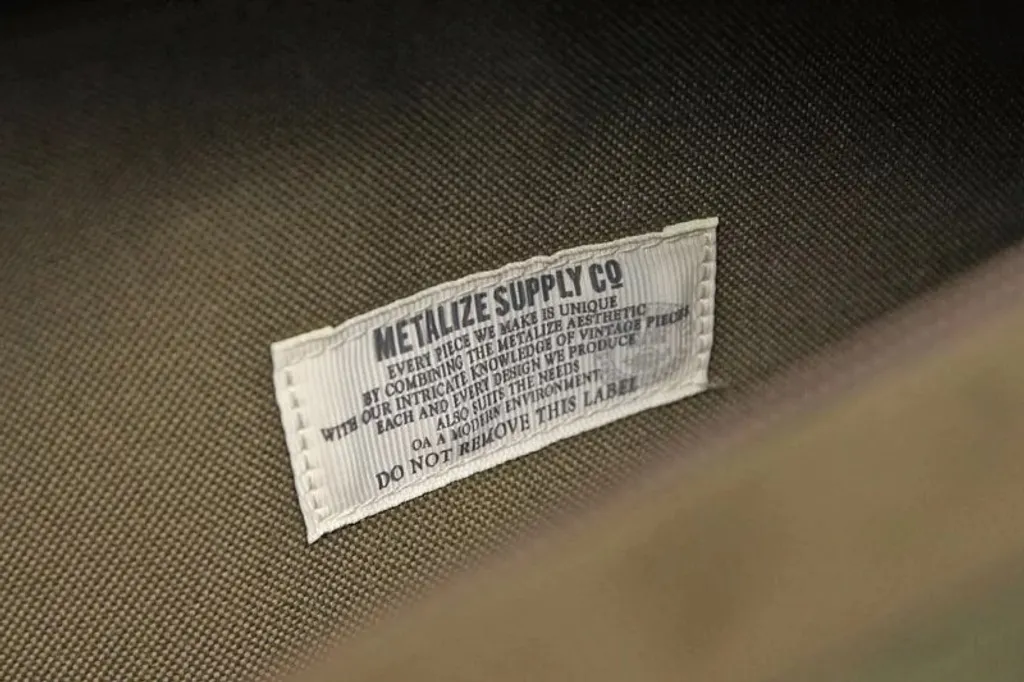 METALIZE SUPPLY CO
EVERY PIECE WE MAKE IS UNIQUE
BY COMBINING THE METALIZE AESTHETIC
WITH OUR INTRICATE KNOWLEDGE OF VINTAGE PIECES
EACH AND EVERY DESIGN WE PRODUCE
ALSO SUITS THE NEEDS
OA A MODERN ENVIRONMENT.
DO NOT REMOVE THIS LABEL